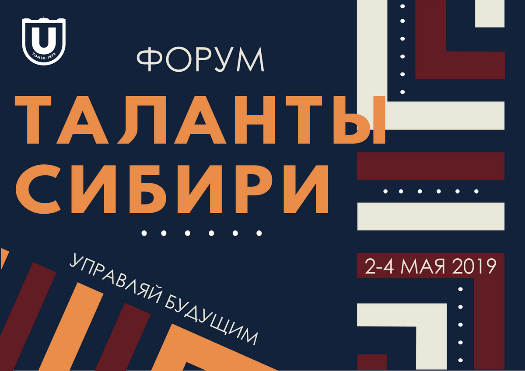 U
ФОРУМ
ТАЛАНТЫ
СИБИРИ
УПРАВЛЯЙ БУДУЩИМ
2-4 МАЯ 2019